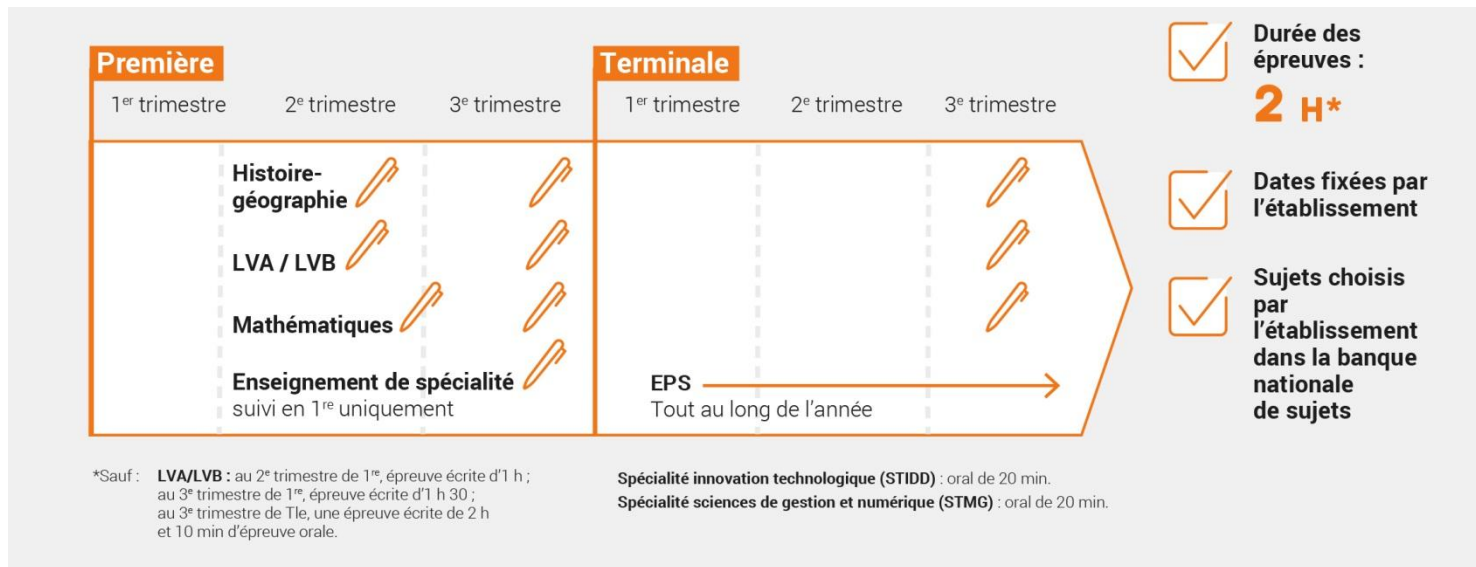 Première
Terminale
1er trimestre
2e trimestre
3e trimestre
1er trimestre
2e trimestre
3e trimestre
Histoire-
géographie
LVA / LVB
Mathématiques
Enseignement de spécialité
suivi en 1re uniquement
EPS
Tout au long de l’année
Durée des
épreuves :
2 H*
Dates fixées par
l’établissement
Sujets choisis
par
l’établissement
dans la banque
nationale
de sujets
*Sauf : LVA/LVB : au 2e trimestre de 1re, épreuve écrite d’1 h ;
au 3e trimestre de 1re, épreuve écrite d’1 h 30 ;
au 3e trimestre de Tle, une épreuve écrite de 2 h
et 10 min d’épreuve orale.
Spécialité innovation technologique (STIDD) : oral de 20 min.
Spécialité sciences de gestion et numérique (STMG) : oral de 20 min.